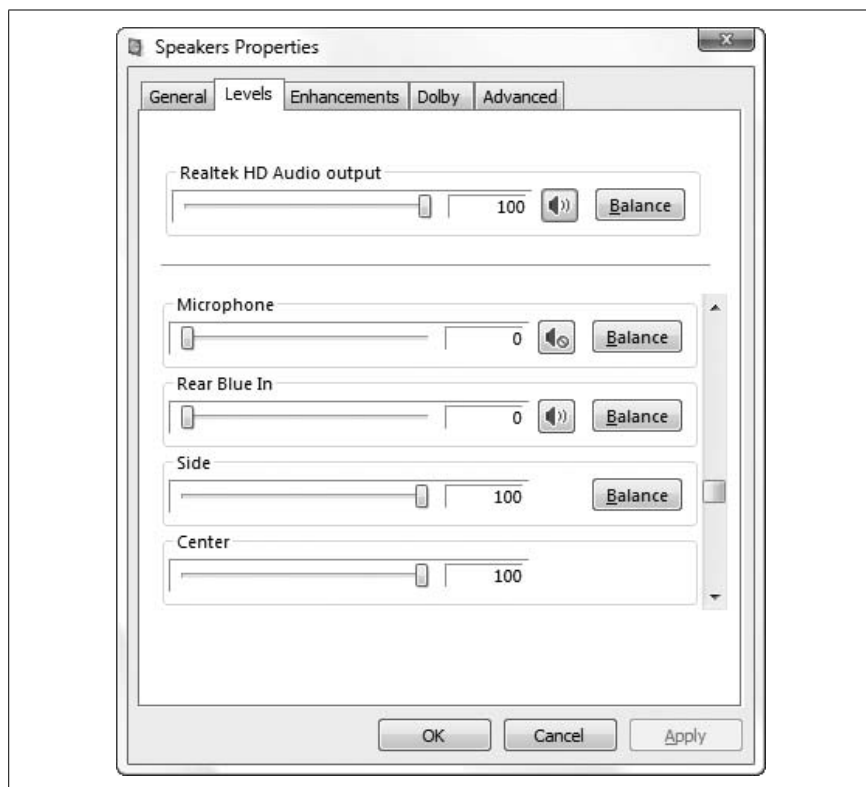 Speakers Properties
General Levels Enhancements Dolby Advanced
Realtek HD Audio output
100 Balance
Microphone
0 Balance
Rear Blue In
0 Balance
Side
100 Balance
Center
100
OK Cancel Apply